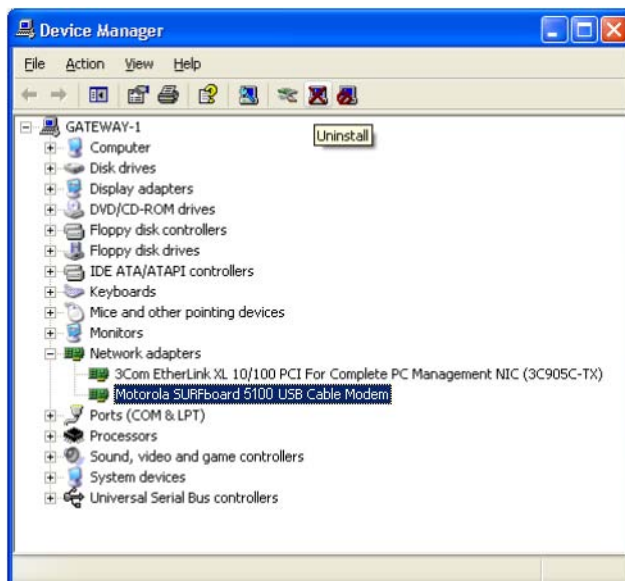 Device Manager
File Action View Help
Uninstall
GATEWAY-1
Computer
Disk drives
Display adapters
DVD/CD-ROM drives
Floppy disk controllers
Floppy disk drives
IDE ATA/ATAPI controllers
Keyboards
Mice and other pointing devices
Monitors
Network adapters
3Com EtherLink XL 10/100 PCI For Complete PC Management NIC (3C905C-TX)
Motorola SURFboard 5100 USB Cable Modem
Ports (COM & LPT)
Processors
Sound, video and game controllers
System devices
Universal Serial Bus controllers